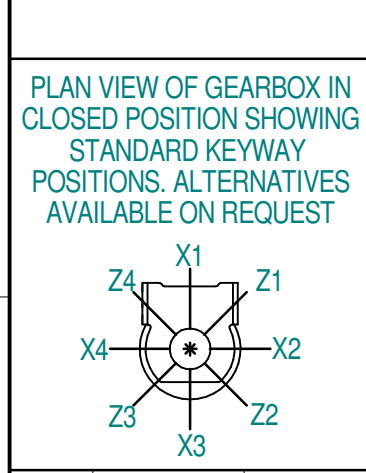 PLAN VIEW OF GEARBOX IN
CLOSED POSITION SHOWING
STANDARD KEYWAY
POSITIONS. ALTERNATIVES
AVAILABLE ON REQUEST
X1
Z4 Z1
X4 X2
Z3 Z2
X3